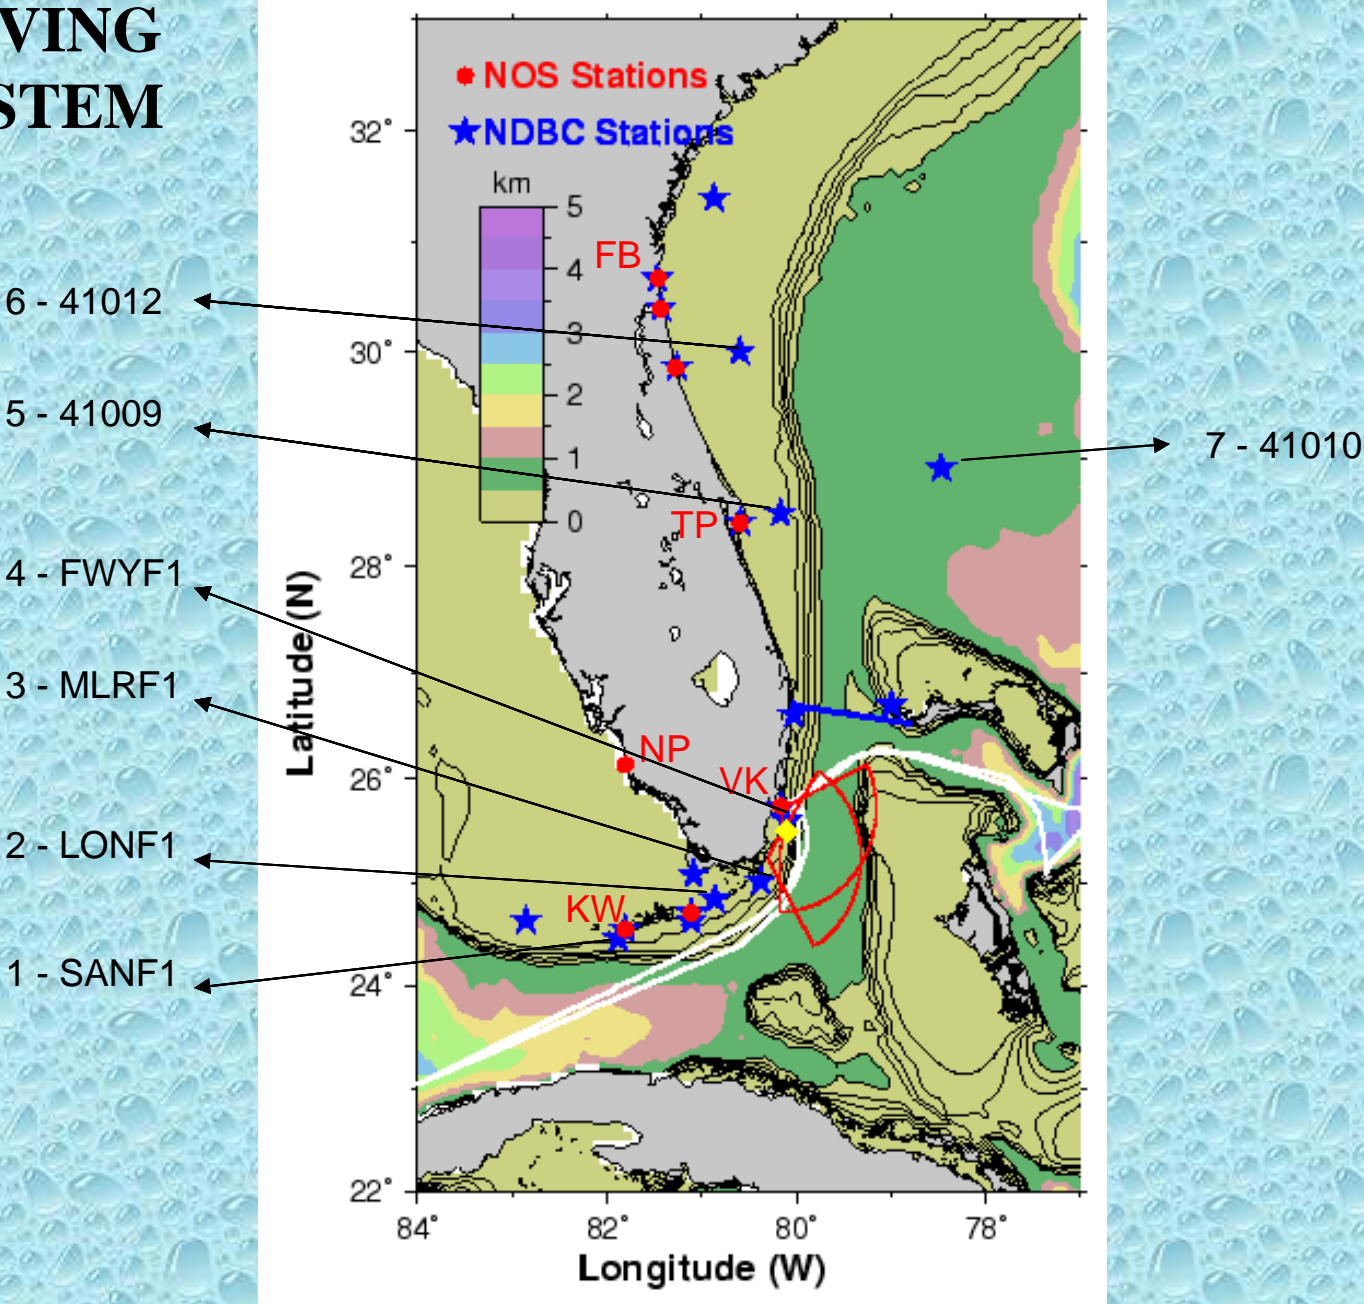 VING
STEM
NOS Stations
NDBC Stations
km
5
4
3
2
1
0
32°
30°
28°
26°
24°
22°
84°
82°
80°
78°
Latitude (N)
Longitude (W)
FB
TP
NP
VK
KW
6 - 41012
5 - 41009
4 - FWYF1
3 - MLRF1
2 - LONF1
1 - SANF1
7 - 41010